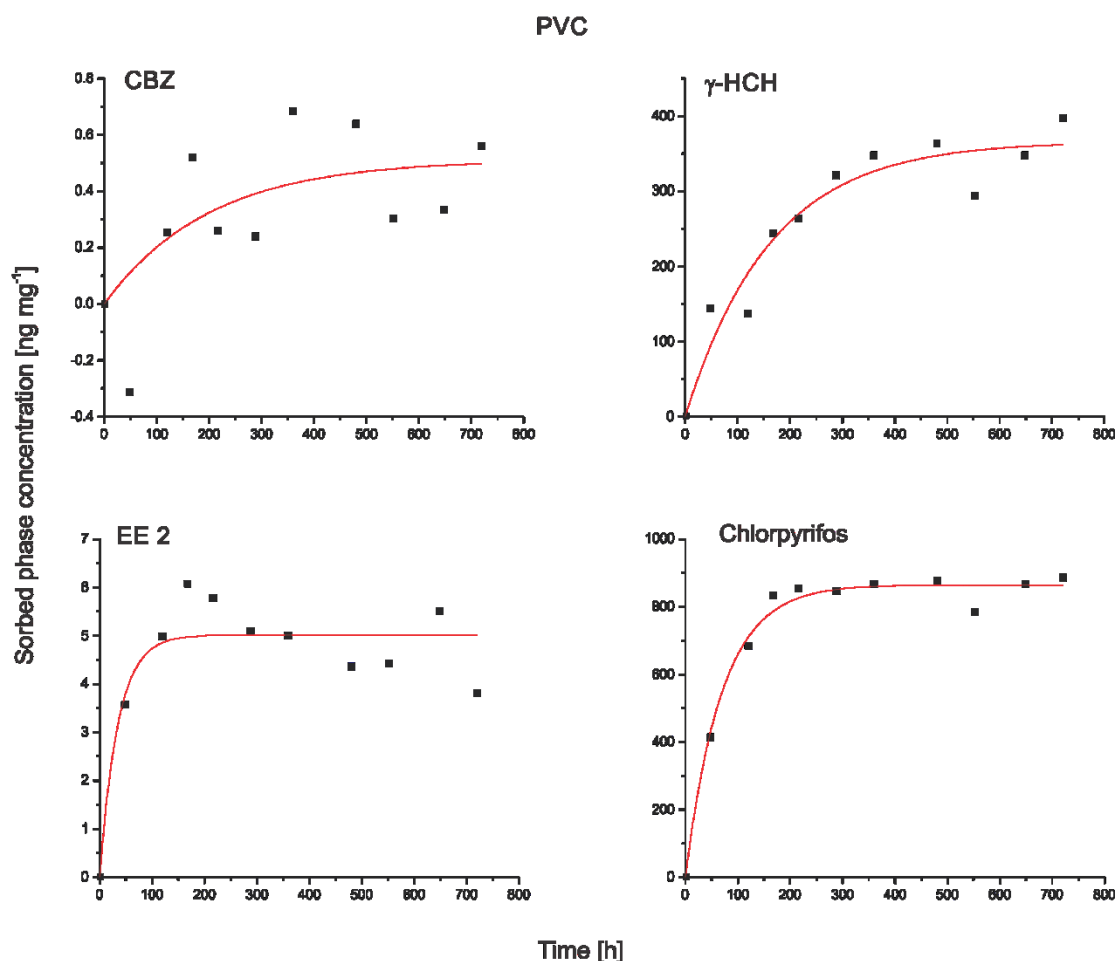 PVC
CBZ
0.8
0.6
0.4
0.2
0.0
-0.2
-0.4
0 100 200 300 400 500 600 700 800
γ-HCH
400
300
200
100
0
0 100 200 300 400 500 600 700 800
Sorbed phase concentration [ng mg-1]
EE 2
7
6
5
4
3
2
1
0
0 100 200 300 400 500 600 700 800
Chlorpyrifos
1000
800
600
400
200
0
0 100 200 300 400 500 600 700 800
Time [h]